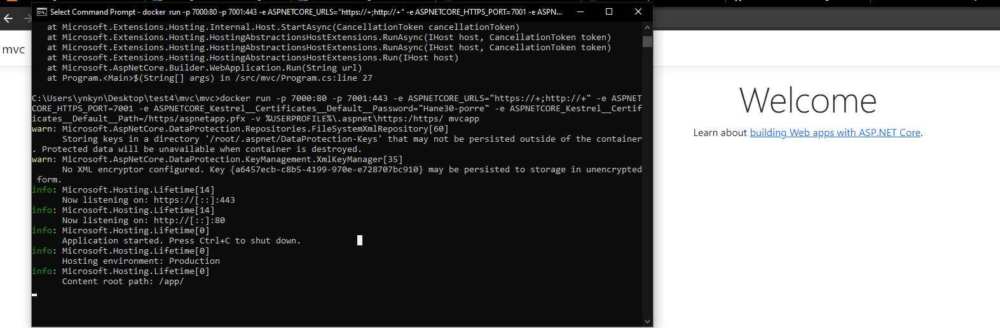 Select Command Prompt - docker run -p 7000:80 -p 7001:443 -e ASPNETCORE_URLS="https://+;http://+" -e ASPNETCORE_HTTPS_PORT=7001 -e ASPN...
at Microsoft.Extensions.Hosting.Internal.Host.StartAsync(CancellationToken cancellationToken)
at Microsoft.Extensions.Hosting.HostingAbstractionsHostExtensions.RunAsync(IHost host, CancellationToken token)
at Microsoft.Extensions.Hosting.HostingAbstractionsHostExtensions.RunAsync(IHost host, CancellationToken token)
at Microsoft.Extensions.Hosting.HostingAbstractionsHostExtensions.Run(IHost host)
at Microsoft.AspNetCore.Builder.WebApplication.Run(String url)
at Program.<Main>$(String[] args) in /src/mvc/Program.cs:line 27
C:\Users\ynkyn\Desktop\test4\mvc\mvc>docker run -p 7000:80 -p 7001:443 -e ASPNETCORE_URLS="https://+;http://+" -e ASPNET
CORE_HTTPS_PORT=7001 -e ASPNETCORE_Kestrel__Certificates__Default__Password="Hane30-porre" -e ASPNETCORE_Kestrel__Certif
icates__Default__Path=/https/aspnetapp.pfx -v %USERPROFILE%\.aspnet\https:/https/ mvcapp
warn: Microsoft.AspNetCore.DataProtection.Repositories.FileSystemXmlRepository[60]
Storing keys in a directory '/root/.aspnet/DataProtection-Keys' that may not be persisted outside of the container
. Protected data will be unavailable when container is destroyed.
warn: Microsoft.AspNetCore.DataProtection.KeyManagement.XmlKeyManager[35]
No XML encryptor configured. Key {a6457ecb-c8b5-4199-970e-e728707bc910} may be persisted to storage in unencrypted
form.
info: Microsoft.Hosting.Lifetime[14]
Now listening on: https://[::]:443
info: Microsoft.Hosting.Lifetime[14]
Now listening on: http://[::]:80
info: Microsoft.Hosting.Lifetime[0]
Application started. Press Ctrl+C to shut down.
info: Microsoft.Hosting.Lifetime[0]
Hosting environment: Production
info: Microsoft.Hosting.Lifetime[0]
Content root path: /app/
mvc
Welcome
Learn about building Web apps with ASP.NET Core.